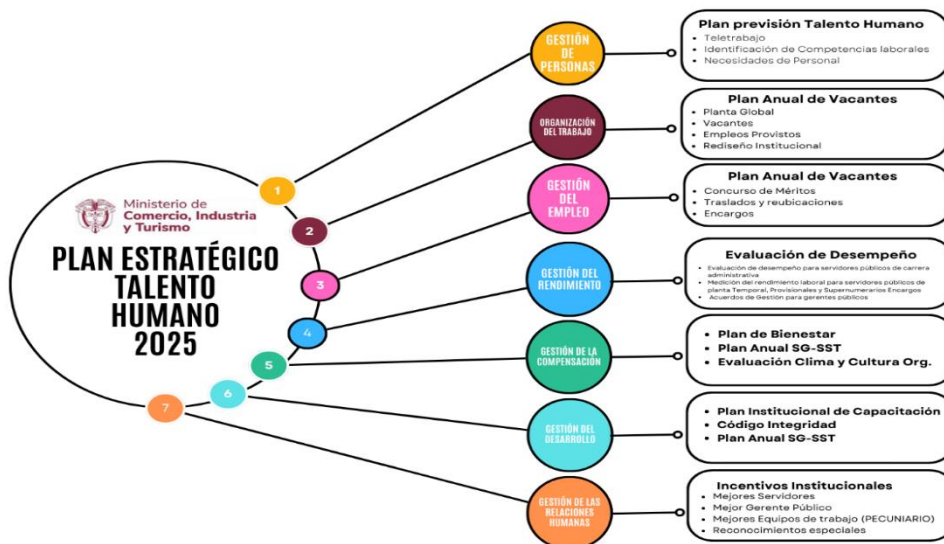 Ministerio de
Comercio, Industria
y Turismo
PLAN ESTRATÉGICO
TALENTO
HUMANO
2025
1
GESTIÓN
DE
PERSONAS
Plan previsión Talento Humano
• Teletrabajo
• Identificación de Competencias laborales
• Necesidades de Personal
2
ORGANIZACIÓN
DEL TRABAJO
Plan Anual de Vacantes
• Planta Global
• Vacantes
• Empleos Provistos
• Rediseño Institucional
3
GESTIÓN
DEL
EMPLEO
Plan Anual de Vacantes
• Concurso de Méritos
• Traslados y reubicaciones
• Encargos
4
GESTIÓN DEL
RENDIMIENTO
Evaluación de Desempeño
• Evaluación de desempeño para servidores públicos de carrera
administrativa
• Medición del rendimiento laboral para servidores públicos de
planta Temporal, Provisionales y Supernumerarios Encargos
• Acuerdos de Gestión para gerentes públicos
5
GESTIÓN DE LA
COMPENSACIÓN
• Plan de Bienestar
• Plan Anual SG-SST
• Evaluación Clima y Cultura Org.
6
GESTIÓN DEL
DESARROLLO
• Plan Institucional de Capacitación
• Código Integridad
• Plan Anual SG-SST
7
GESTIÓN DE LAS
RELACIONES
HUMANAS
Incentivos Institucionales
• Mejores Servidores
• Mejor Gerente Público
• Mejores Equipos de trabajo (PECUNIARIO)
• Reconocimientos especiales